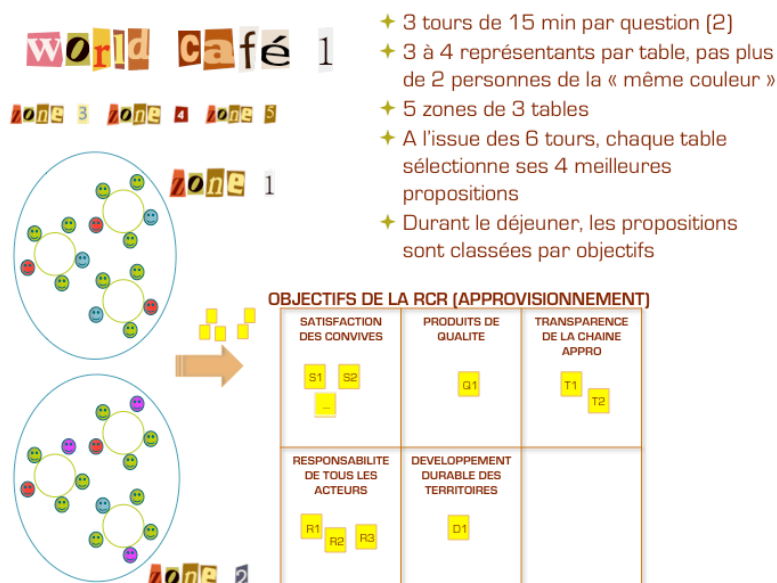 world café 1
zone 3 zone 4 zone 5
zone 1
3 tours de 15 min par question (2)
3 à 4 représentants par table, pas plus
de 2 personnes de la « même couleur »
5 zones de 3 tables
A l'issue des 6 tours, chaque table
sélectionne ses 4 meilleures
propositions
Durant le déjeuner, les propositions
sont classées par objectifs
OBJECTIFS DE LA RCR (APPROVISIONNEMENT)
SATISFACTION
DES CONVIVES
S1 S2
...
PRODUITS DE
QUALITE
Q1
TRANSPARENCE
DE LA CHAINE
APPRO
T1
T2
RESPONSABILITE
DE TOUS LES
ACTEURS
R1 R2 R3
DEVELOPPEMENT
DURABLE DES
TERRITOIRES
D1
zone 2